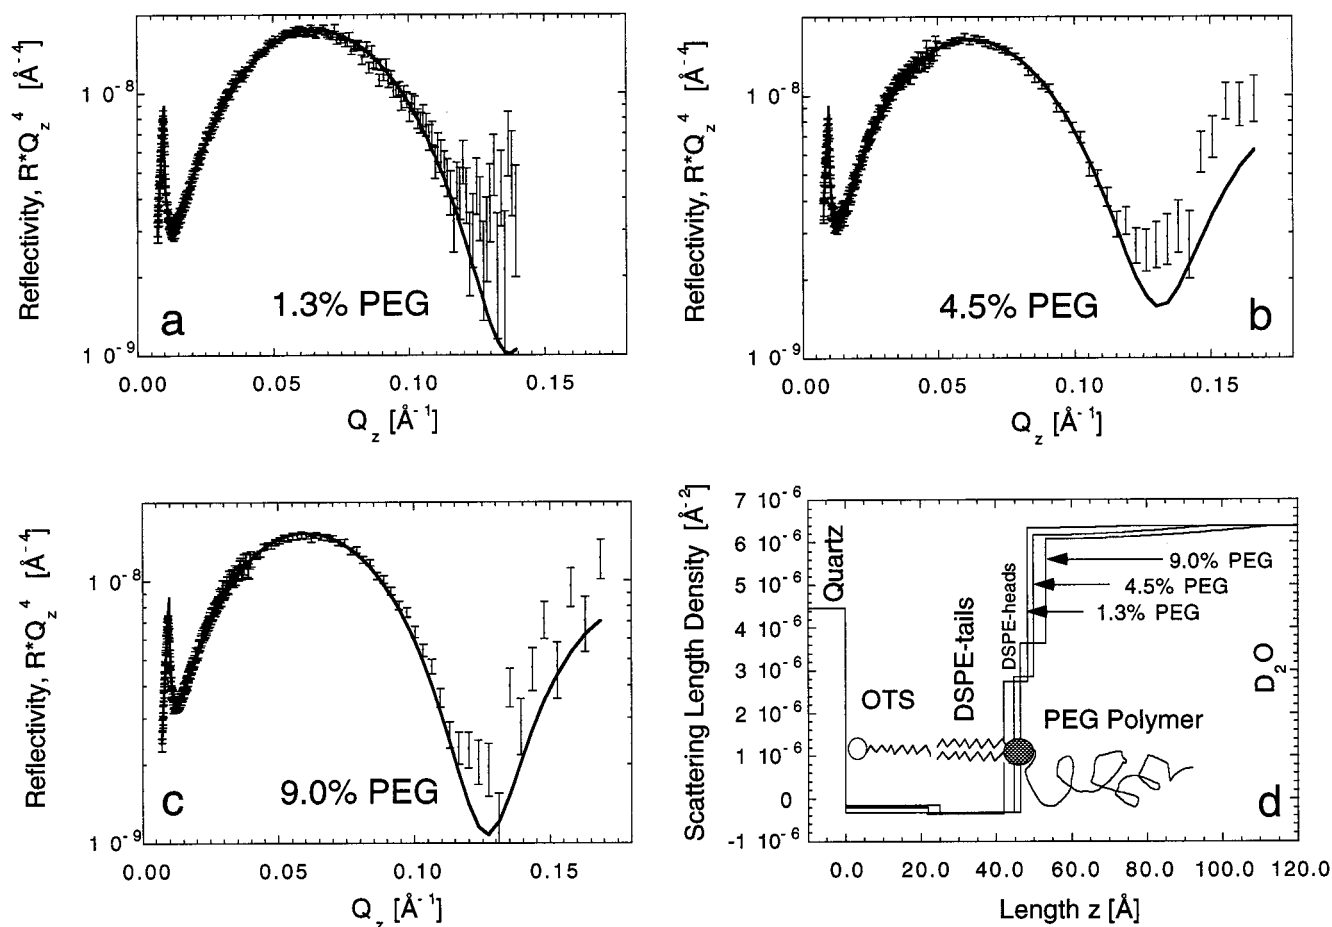 Reflectivity, R*Q_z^4 [Å^-4]
1 0^-8
1 0^-9
a
1.3% PEG
0.00 0.05 0.10 0.15
Q_z [Å^-1]
Reflectivity, R*Q_z^4 [Å^-4]
1 0^-8
1 0^-9
4.5% PEG
b
0.00 0.05 0.10 0.15
Q_z [Å^-1]
Reflectivity, R*Q_z^4 [Å^-4]
1 0^-8
1 0^-9
c
9.0% PEG
0.00 0.05 0.10 0.15
Q_z [Å^-1]
Scattering Length Density [Å^-2]
7 10^-6
6 10^-6
5 10^-6
4 10^-6
3 10^-6
2 10^-6
1 10^-6
0
-1 10^-6
Quartz
OTS
DSPE-tails
DSPE-heads
9.0% PEG
4.5% PEG
1.3% PEG
PEG Polymer
D_2O
d
0.0 20.0 40.0 60.0 80.0 100.0 120.0
Length z [Å]